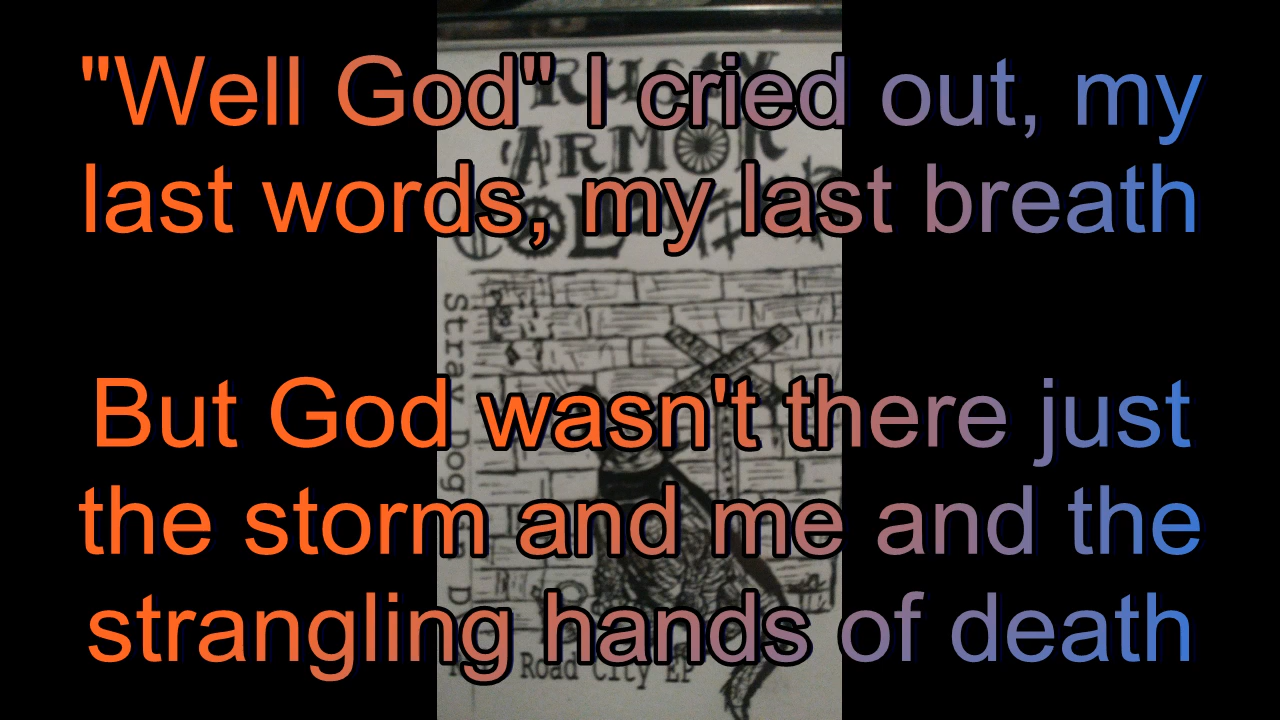 "Well God" I cried out, my
last words, my last breath
But God wasn't there just
the storm and me and the
strangling hands of death
ARMOR
Stray Dog
Road City EP